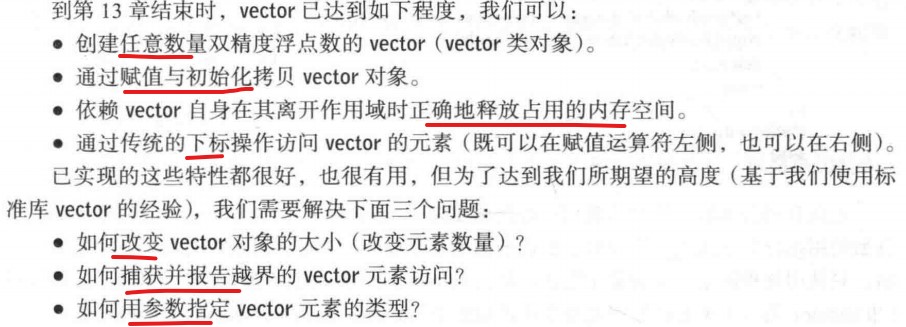 到第 13 章结束时，vector 已达到如下程度，我们可以：
• 创建任意数量双精度浮点数的 vector（vector 类对象）。
• 通过赋值与初始化拷贝 vector 对象。
• 依赖 vector 自身在其离开作用域时正确地释放占用的内存空间。
• 通过传统的下标操作访问 vector 的元素（既可以在赋值运算符左侧，也可以在右侧）。
已实现的这些特性都很好，也很有用，但为了达到我们所期望的高度（基于我们使用标
准库 vector 的经验），我们需要解决下面三个问题：
• 如何改变 vector 对象的大小（改变元素数量）？
• 如何捕获并报告越界的 vector 元素访问？
• 如何用参数指定 vector 元素的类型？